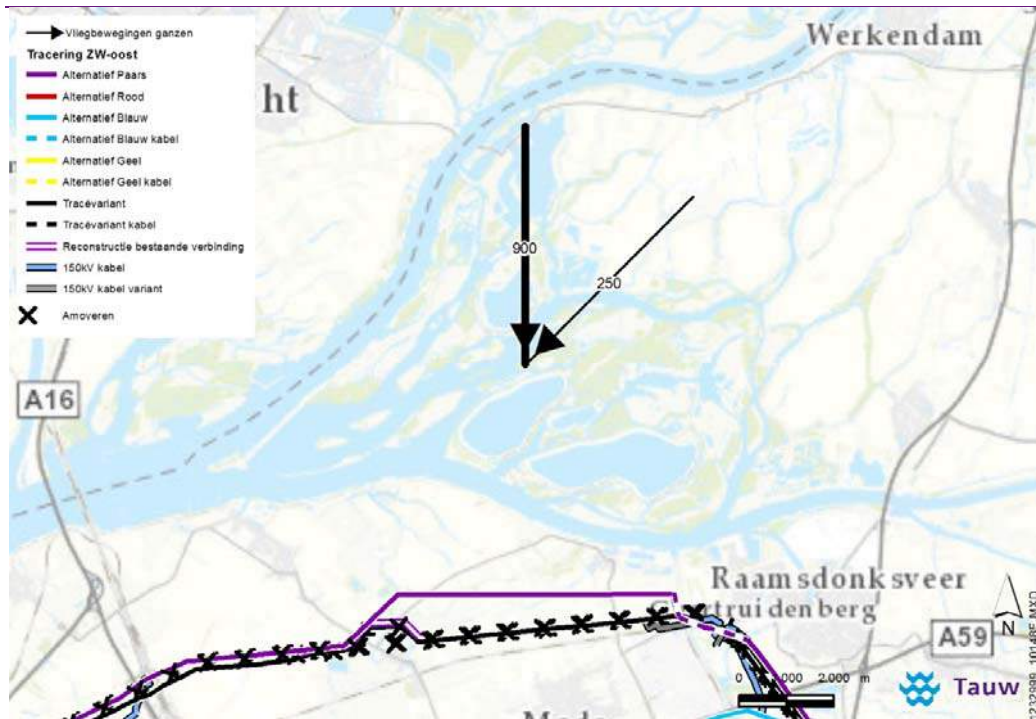 Vliegbewegingen ganzen
Tracering ZW-oost
Alternatief Paars
Alternatief Rood
Alternatief Blauw
Alternatief Blauw kabel
Alternatief Geel
Alternatief Geel kabel
Tracévariant
Tracévariant kabel
Reconstructie bestaande verbinding
150kV kabel
150kV kabel variant
Amoveren
Werkendam
ht
900
250
A16
Raamsdonksveer
truidenberg
A59
N
2.000 m
Tauw